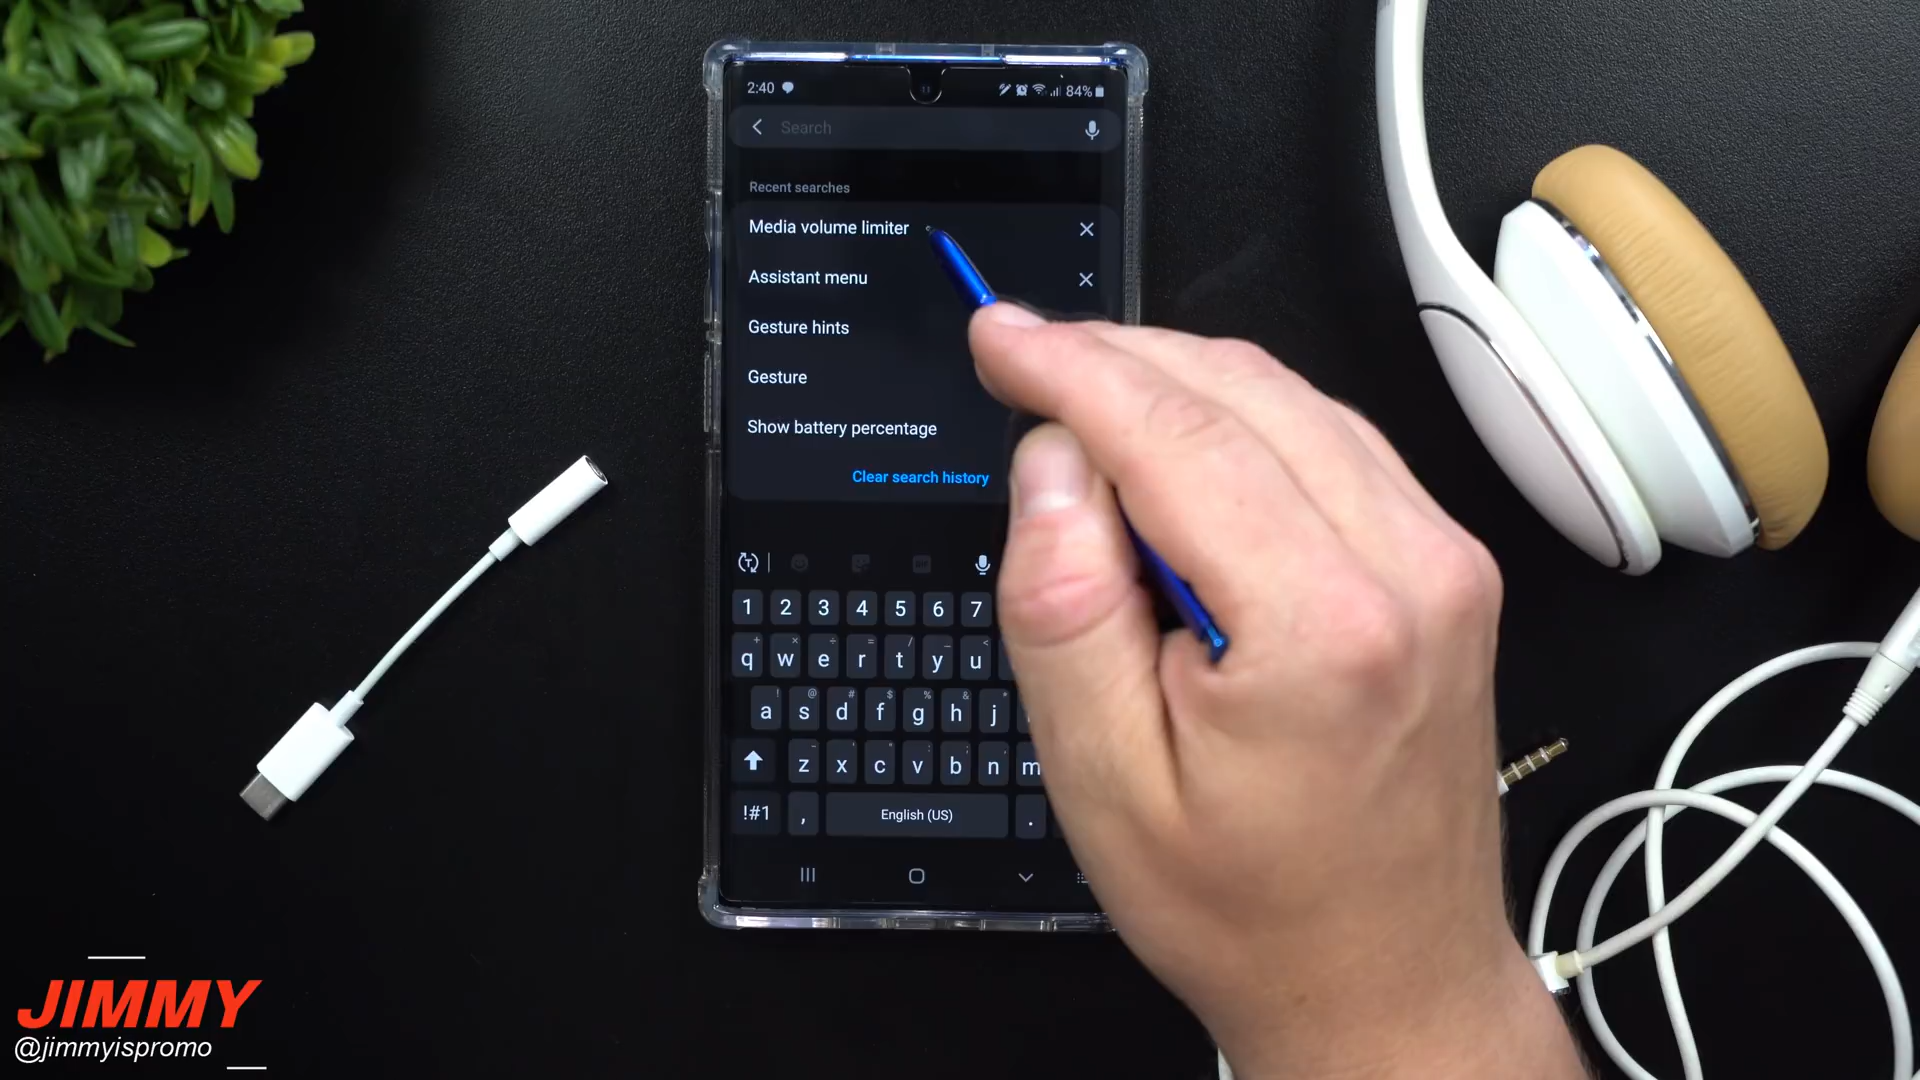 2:40 84%
Search
Recent searches
Media volume limiter
Assistant menu
Gesture hints
Gesture
Show battery percentage
Clear search history
1 2 3 4 5 6 7
q w e r t y u
a s d f g h j
z x c v b n m
!#1 , English (US) .
JIMMY
@jimmyispromo